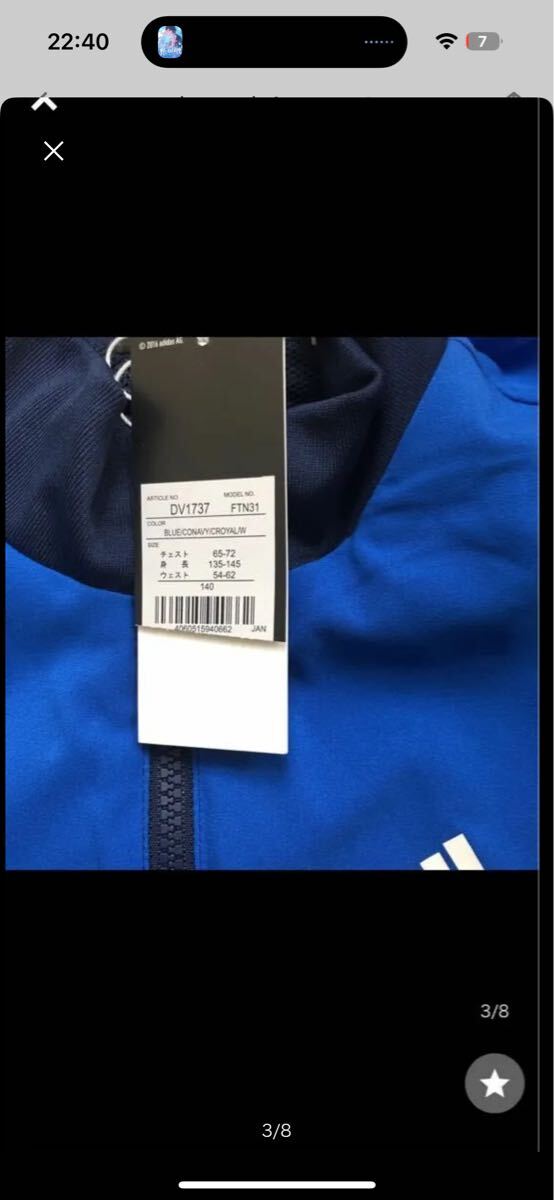 22:40
7
© 2016 adidas AG.
ARTICLE NO.
MODEL NO.
DV1737
FTN31
COLOR
BLUE/CONAVY/CROYAL/W
SIZE
チェスト 65-72
身 長 135-145
ウェスト 54-62
140
4060515940662 JAN
3/8
3/8